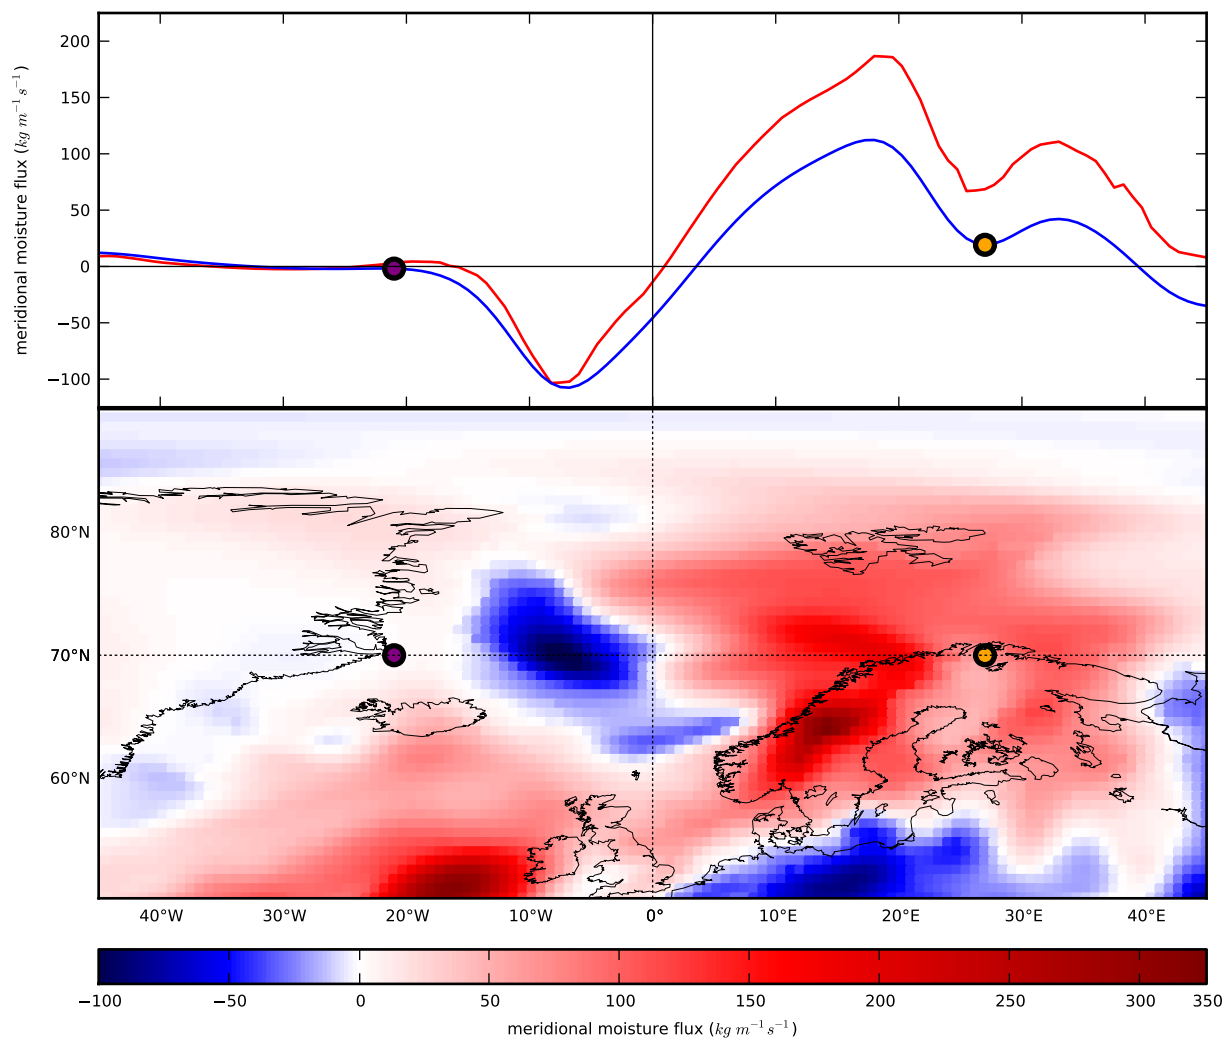 200
150
100
50
0
−50
−100
meridional moisture flux (kg m⁻¹ s⁻¹)
80°N
70°N
60°N
40°W 30°W 20°W 10°W 0° 10°E 20°E 30°E 40°E
−100 −50 0 50 100 150 200 250 300 350
meridional moisture flux (kg m⁻¹ s⁻¹)